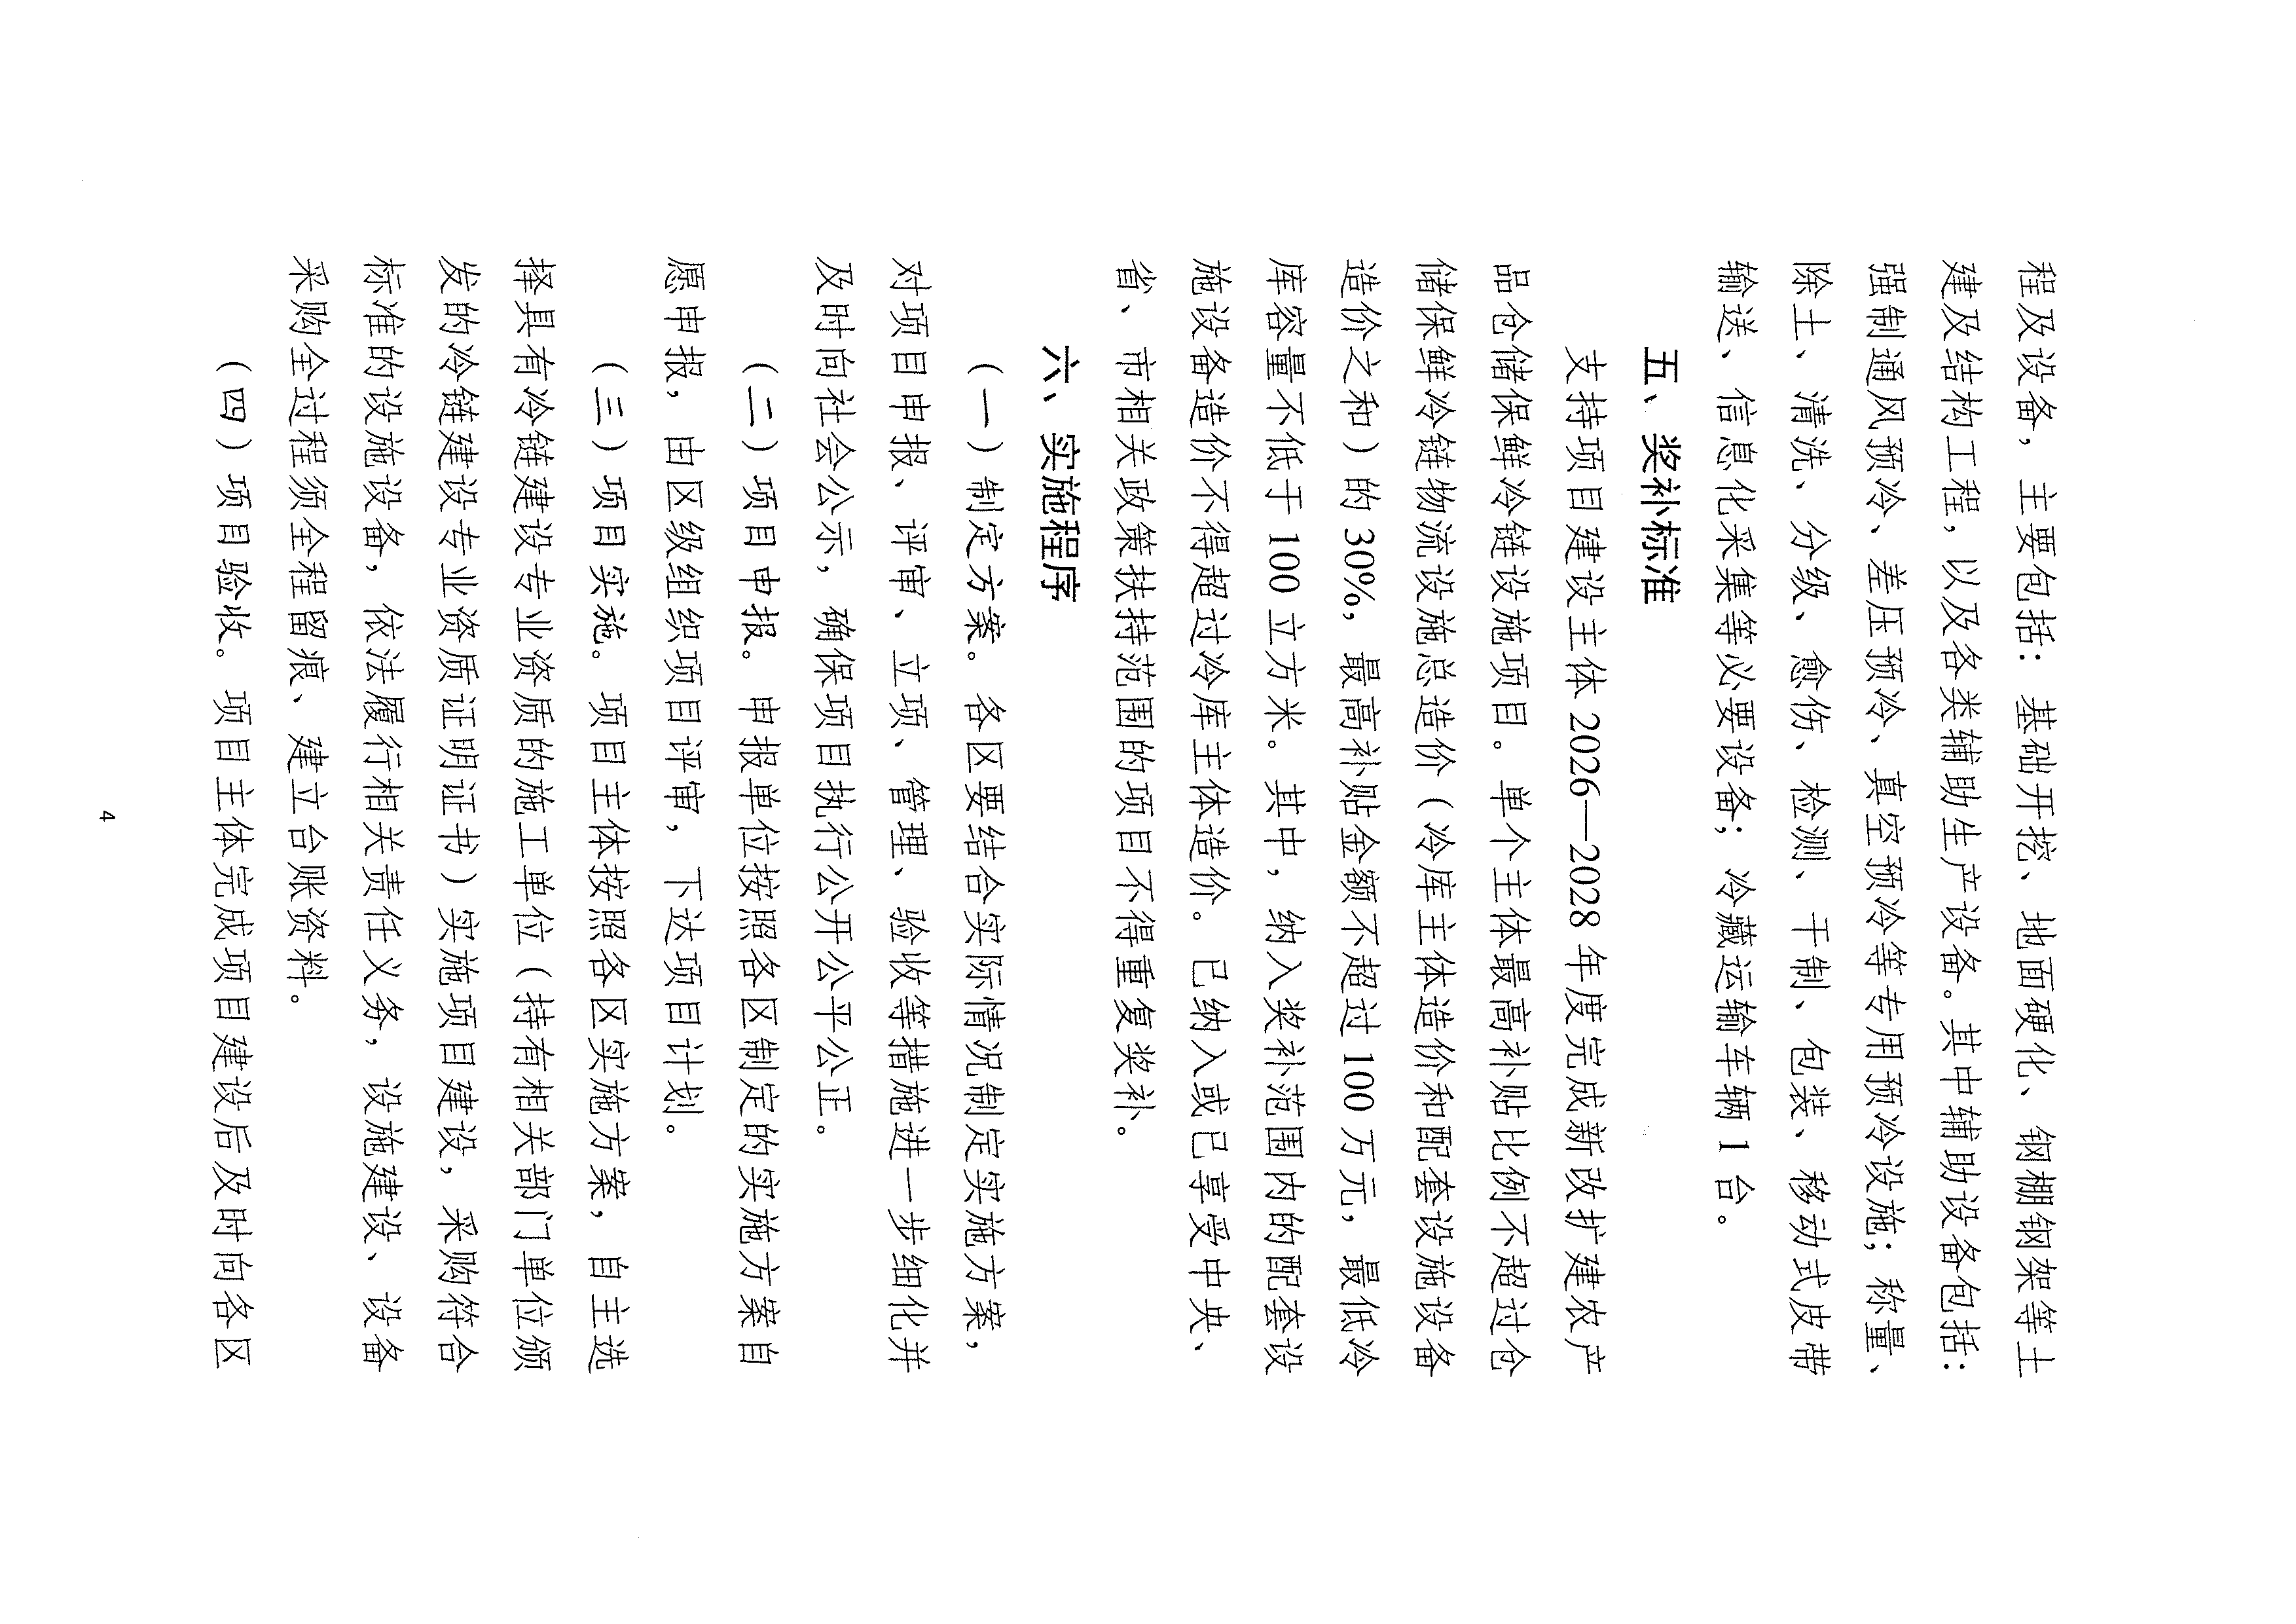 程及设备，主要包括：基础开挖、地面硬化、钢棚钢架等土
建及结构工程，以及各类辅助生产设备。其中辅助设备包括：
强制通风预冷、差压预冷、真空预冷等专用预冷设施；称量、
除土、清洗、分级、愈伤、检测、干制、包装、移动式皮带
输送、信息化采集等必要设备；冷藏运输车辆 1 台。
五、奖补标准
支持项目建设主体 2026—2028 年度完成新改扩建农产
品仓储保鲜冷链设施项目。单个主体最高补贴比例不超过仓
储保鲜冷链物流设施总造价（冷库主体造价和配套设施设备
造价之和）的 30%，最高补贴金额不超过 100 万元，最低冷
库容量不低于 100 立方米。其中，纳入奖补范围内的配套设
施设备造价不得超过冷库主体造价。已纳入或已享受中央、
省、市相关政策扶持范围的项目不得重复奖补。
六、实施程序
（一）制定方案。各区要结合实际情况制定实施方案，
对项目申报、评审、立项、管理、验收等措施进一步细化并
及时向社会公示，确保项目执行公开公平公正。
（二）项目申报。申报单位按照各区制定的实施方案自
愿申报，由区级组织项目评审，下达项目计划。
（三）项目实施。项目主体按照各区实施方案，自主选
择具有冷链建设专业资质的施工单位（持有相关部门单位颁
发的冷链建设专业资质证明证书）实施项目建设，采购符合
标准的设施设备，依法履行相关责任义务，设施建设、设备
采购全过程须全程留痕、建立台账资料。
（四）项目验收。项目主体完成项目建设后及时向各区
4